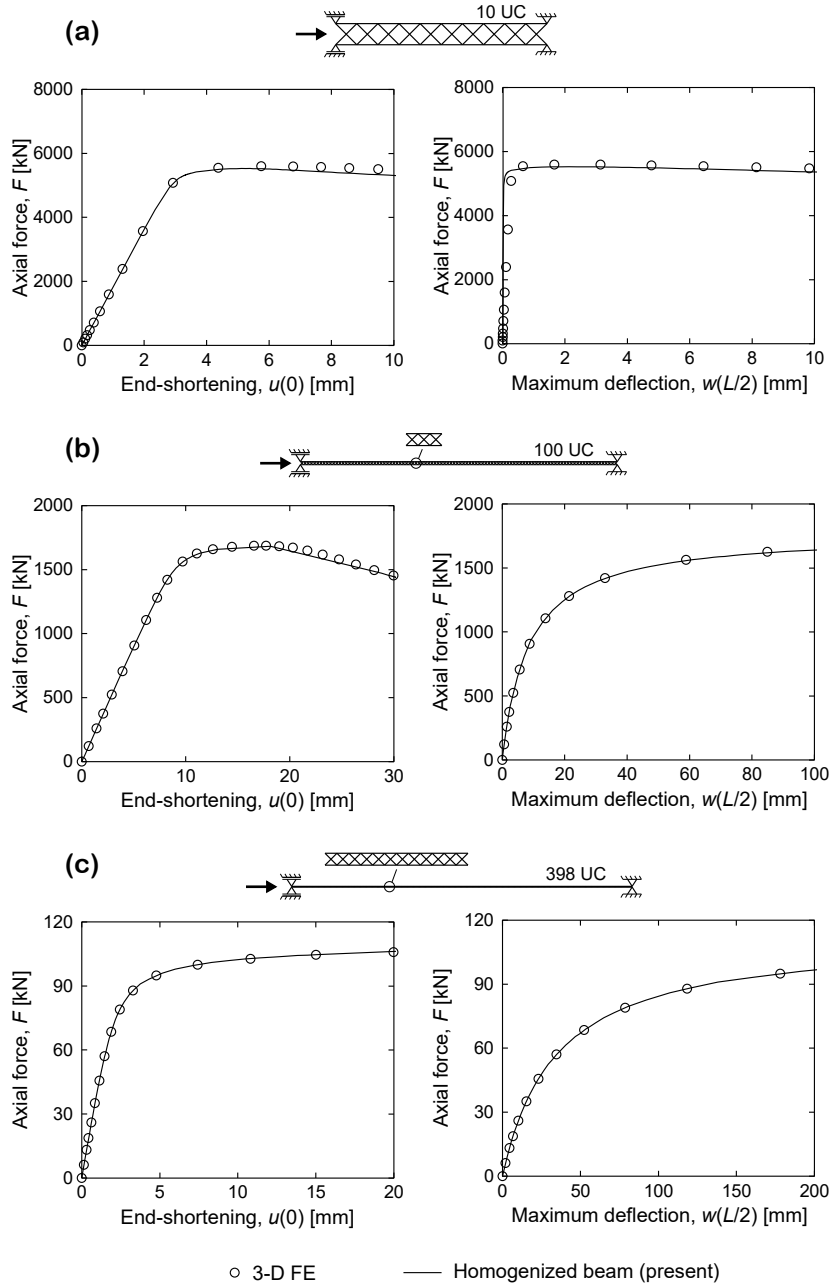 (a)
10 UC
8000
6000
4000
2000
0
0 2 4 6 8 10
Axial force, F [kN]
End-shortening, u(0) [mm]
8000
6000
4000
2000
0
0 2 4 6 8 10
Axial force, F [kN]
Maximum deflection, w(L/2) [mm]
(b)
100 UC
2000
1500
1000
500
0
0 10 20 30
Axial force, F [kN]
End-shortening, u(0) [mm]
2000
1500
1000
500
0
0 20 40 60 80 100
Axial force, F [kN]
Maximum deflection, w(L/2) [mm]
(c)
398 UC
120
90
60
30
0
0 5 10 15 20
Axial force, F [kN]
End-shortening, u(0) [mm]
120
90
60
30
0
0 50 100 150 200
Axial force, F [kN]
Maximum deflection, w(L/2) [mm]
3-D FE
Homogenized beam (present)